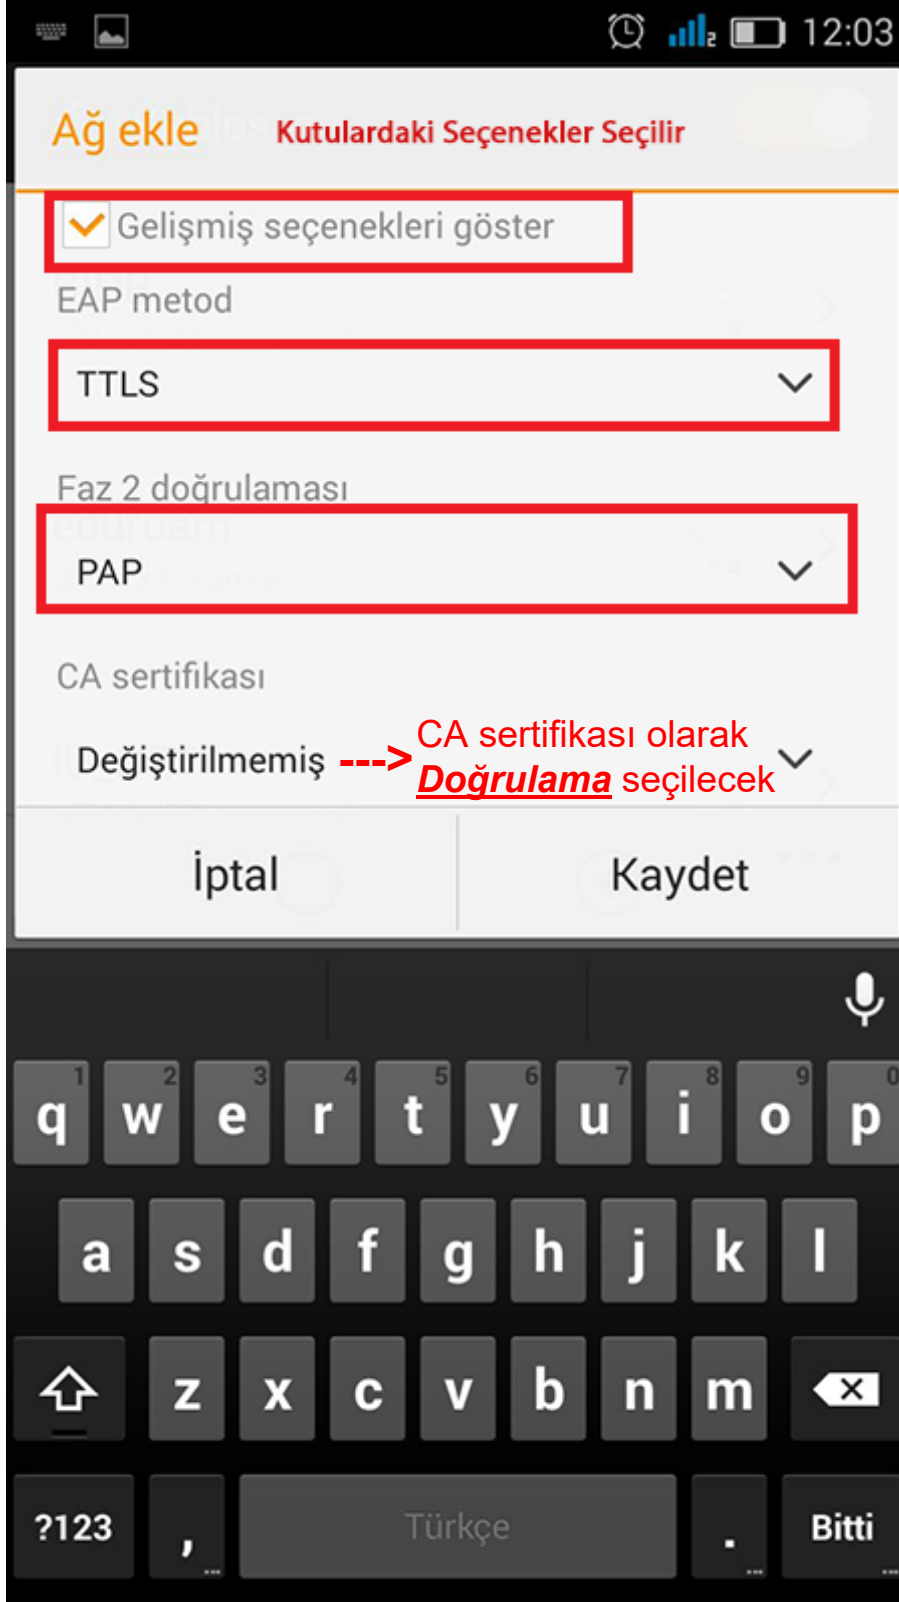 12:03
Ağ ekle Kutulardaki Seçenekler Seçilir
Gelişmiş seçenekleri göster
EAP metod
TTLS
Faz 2 doğrulaması
eduroam
PAP
CA sertifikası
Değiştirilmemiş ---> CA sertifikası olarak
Doğrulama seçilecek
İptal Kaydet
1 2 3 4 5 6 7 8 9 0
q w e r t y u i o p
a s d f g h j k l
z x c v b n m
?123 , Türkçe . Bitti